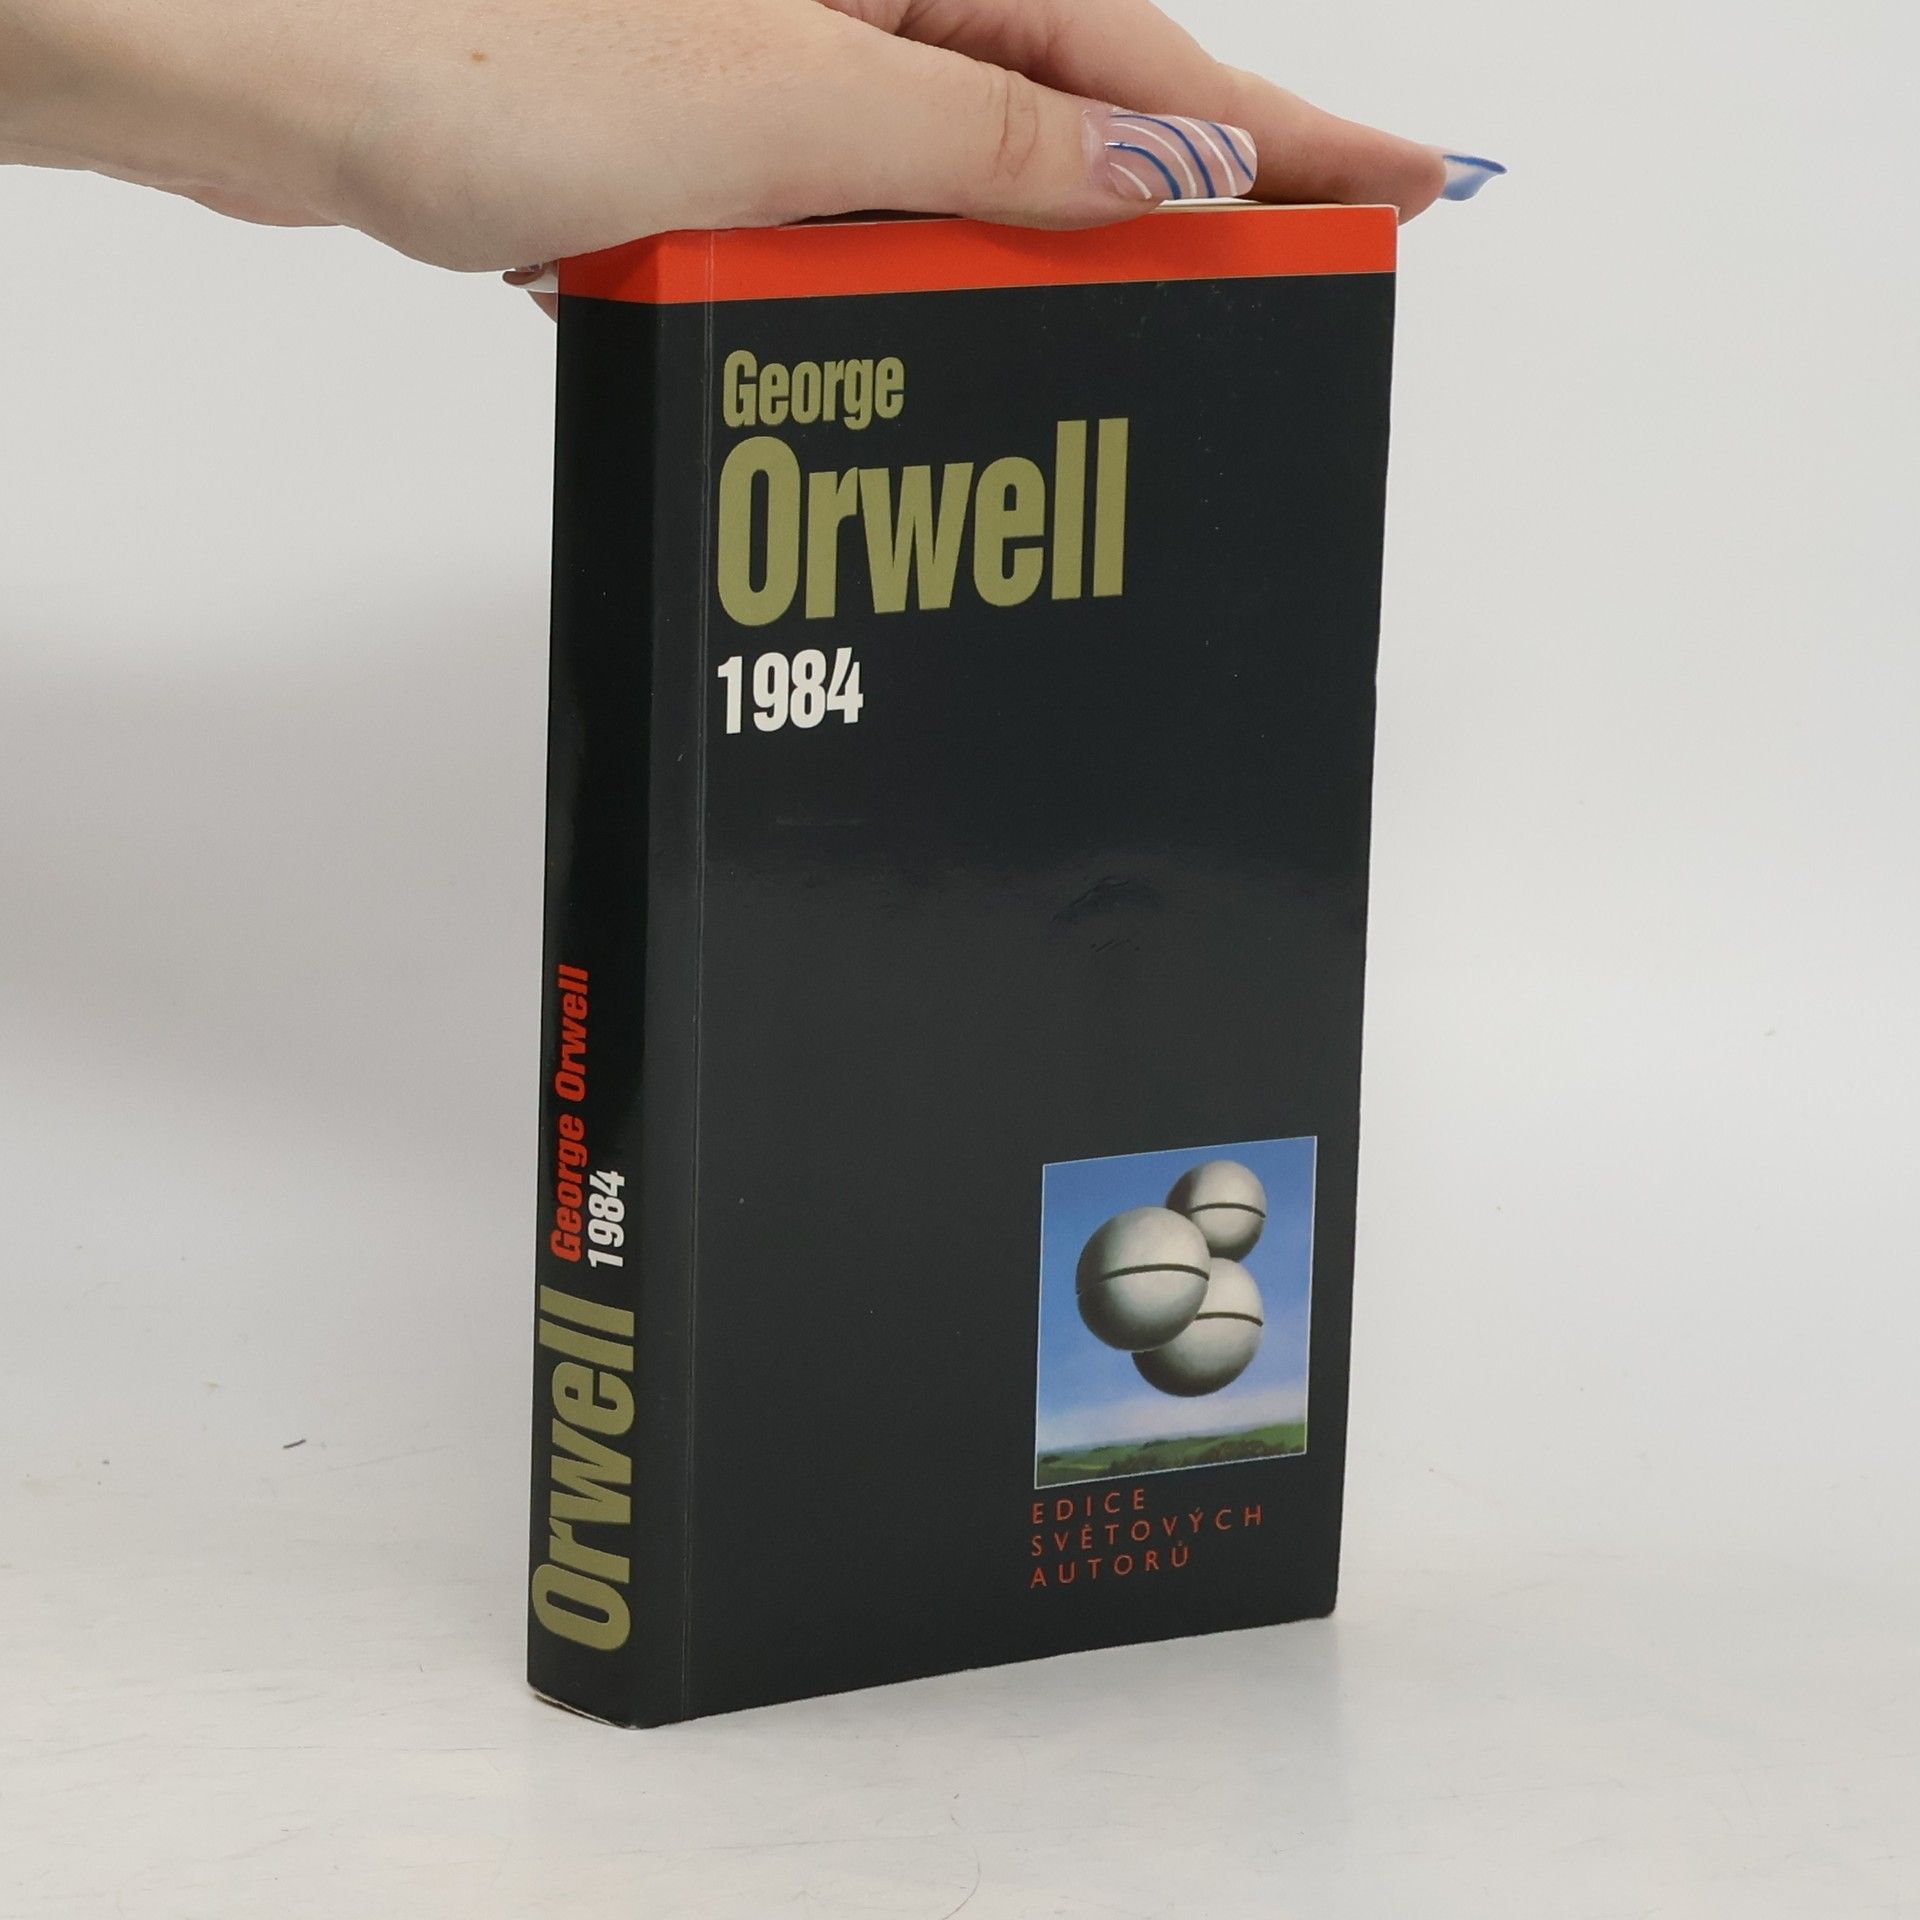 George
Orwell
1984
EDICE
SVĚTOVÝCH
AUTORŮ
Orwell
George Orwell
1984